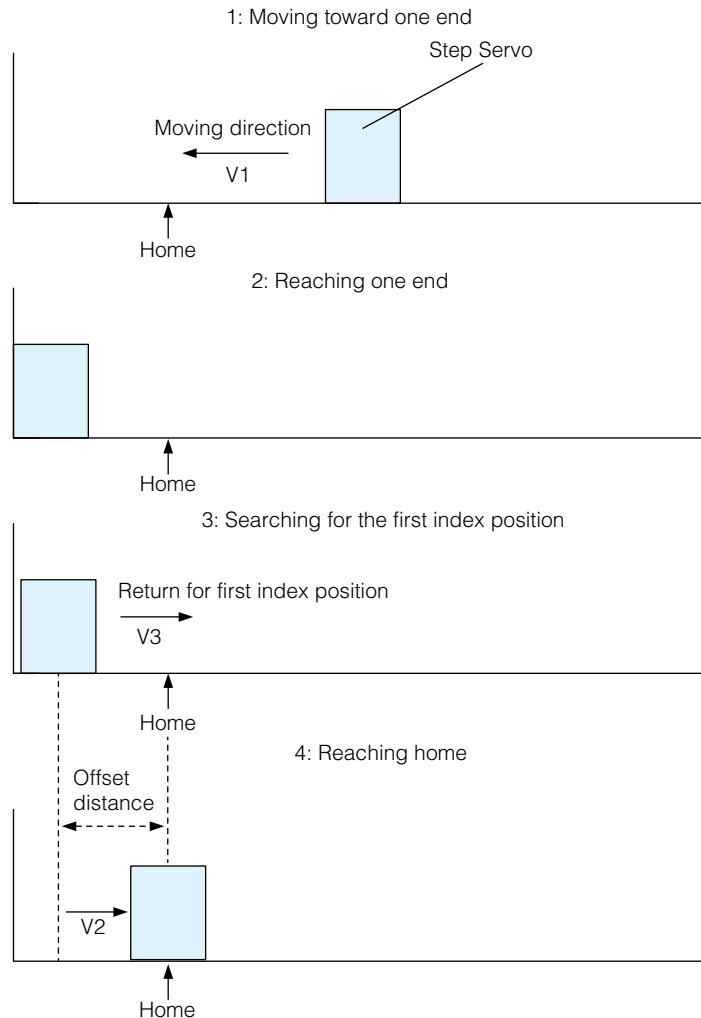 1: Moving toward one end
Step Servo
Moving direction
V1
Home
2: Reaching one end
Home
3: Searching for the first index position
Return for first index position
V3
Home
4: Reaching home
Offset
distance
V2
Home